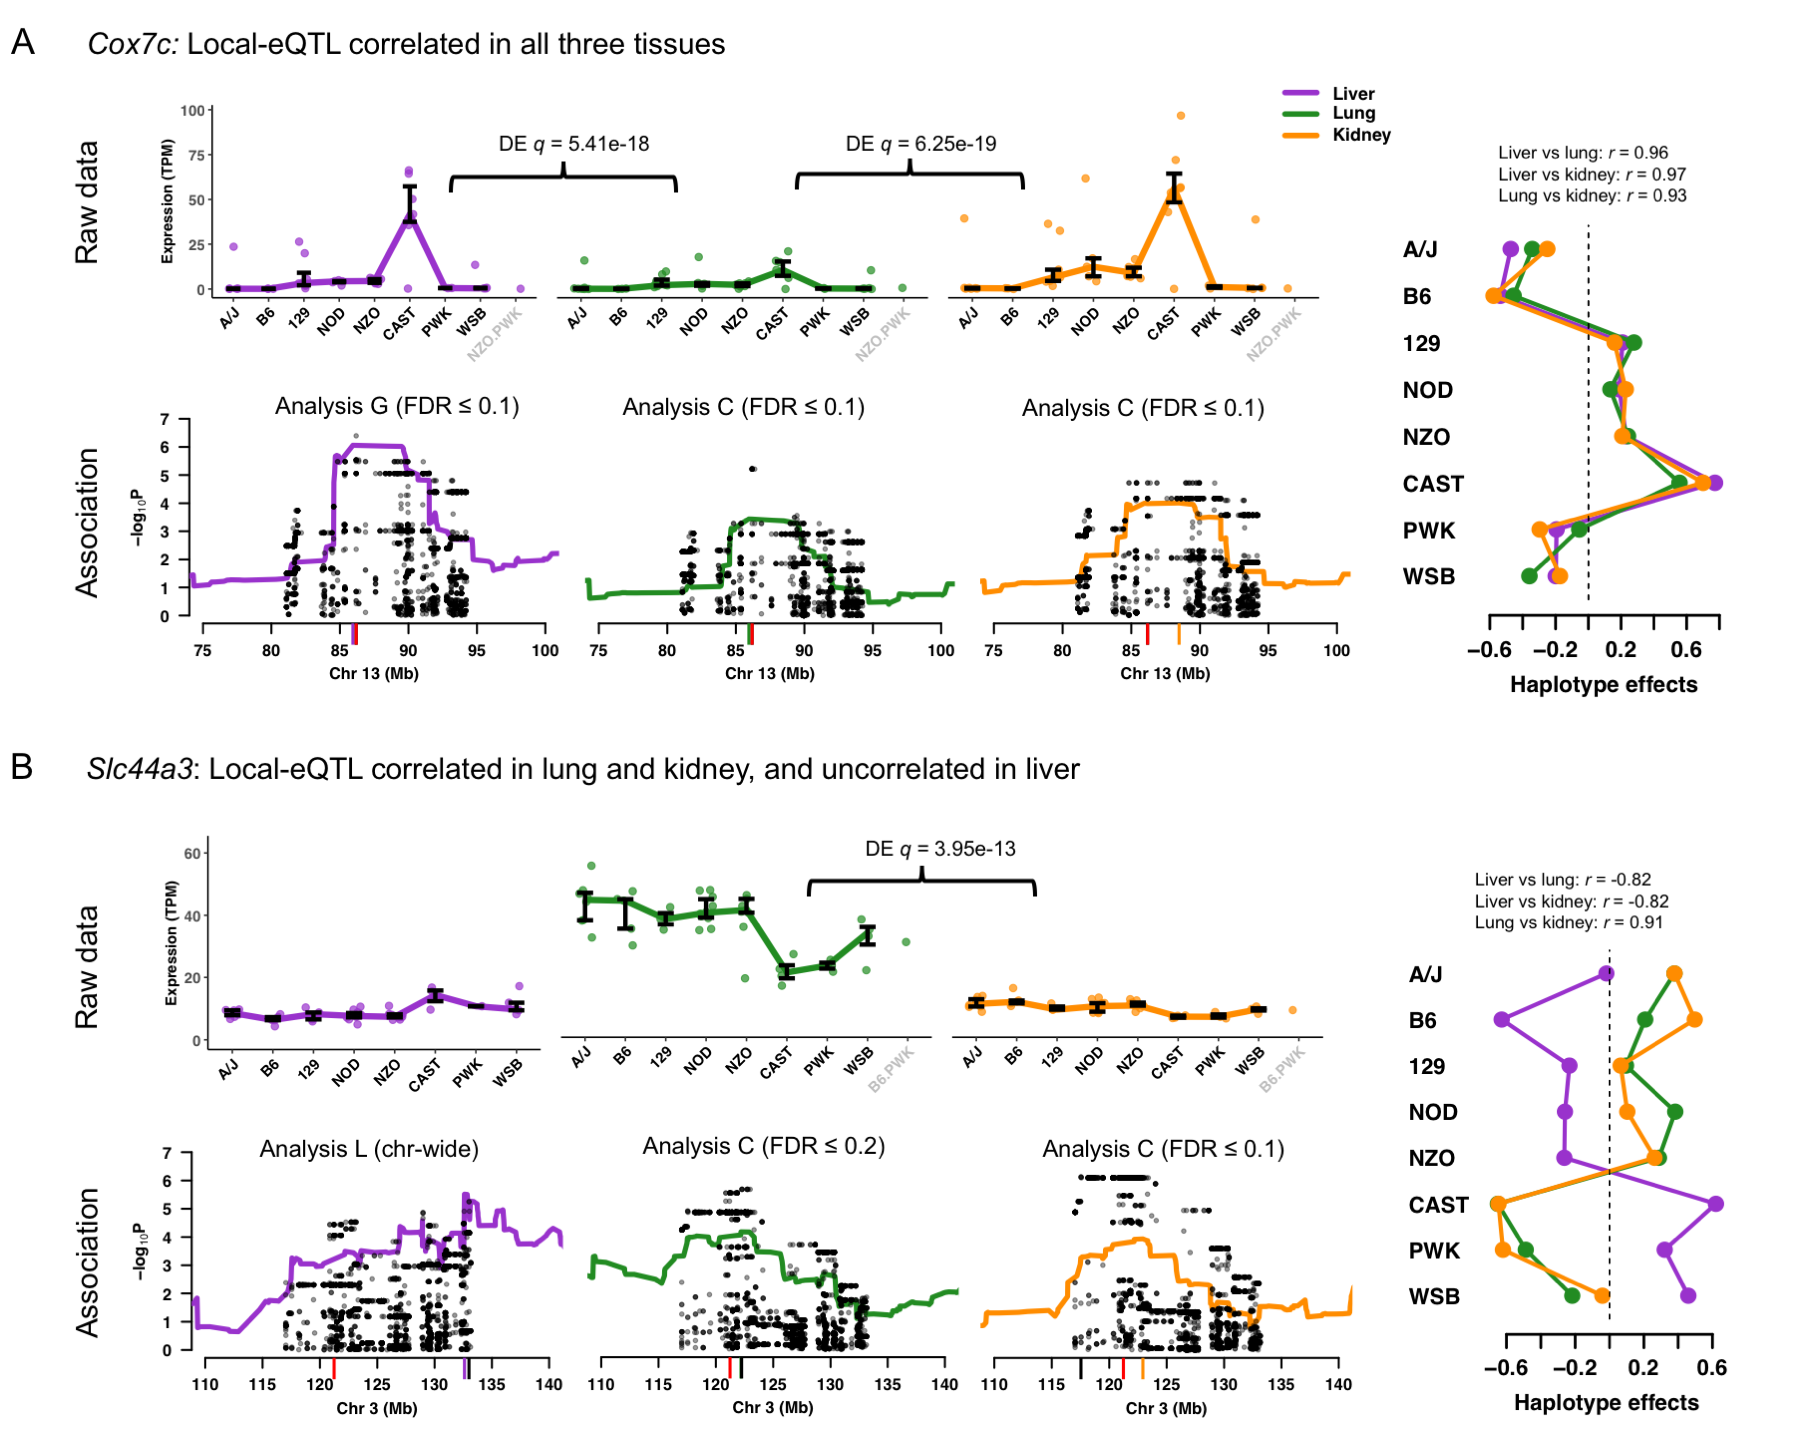 A
Cox7c: Local-eQTL correlated in all three tissues
Liver
Lung
Kidney
Raw data
Expression (TPM)
100
75
50
25
0
DE q = 5.41e-18
DE q = 6.25e-19
A/J B6 129 NOD NZO CAST PWK WSB NZO.PWK
A/J B6 129 NOD NZO CAST PWK WSB NZO.PWK
A/J B6 129 NOD NZO CAST PWK WSB NZO.PWK
Association
−log10P
7
6
5
4
3
2
1
0
Analysis G (FDR ≤ 0.1)
Analysis C (FDR ≤ 0.1)
Analysis C (FDR ≤ 0.1)
75 80 85 90 95 100
75 80 85 90 95 100
75 80 85 90 95 100
Chr 13 (Mb)
Chr 13 (Mb)
Chr 13 (Mb)
Liver vs lung: r = 0.96
Liver vs kidney: r = 0.97
Lung vs kidney: r = 0.93
A/J
B6
129
NOD
NZO
CAST
PWK
WSB
−0.6 −0.2 0.2 0.6
Haplotype effects
B
Slc44a3: Local-eQTL correlated in lung and kidney, and uncorrelated in liver
Raw data
Expression (TPM)
60
40
20
0
DE q = 3.95e-13
A/J B6 129 NOD NZO CAST PWK WSB
A/J B6 129 NOD NZO CAST PWK WSB B6.PWK
A/J B6 129 NOD NZO CAST PWK WSB B6.PWK
Association
−log10P
7
6
5
4
3
2
1
0
Analysis L (chr-wide)
Analysis C (FDR ≤ 0.2)
Analysis C (FDR ≤ 0.1)
110 115 120 125 130 135 140
110 115 120 125 130 135 140
110 115 120 125 130 135 140
Chr 3 (Mb)
Chr 3 (Mb)
Chr 3 (Mb)
Liver vs lung: r = -0.82
Liver vs kidney: r = -0.82
Lung vs kidney: r = 0.91
A/J
B6
129
NOD
NZO
CAST
PWK
WSB
−0.6 −0.2 0.2 0.6
Haplotype effects